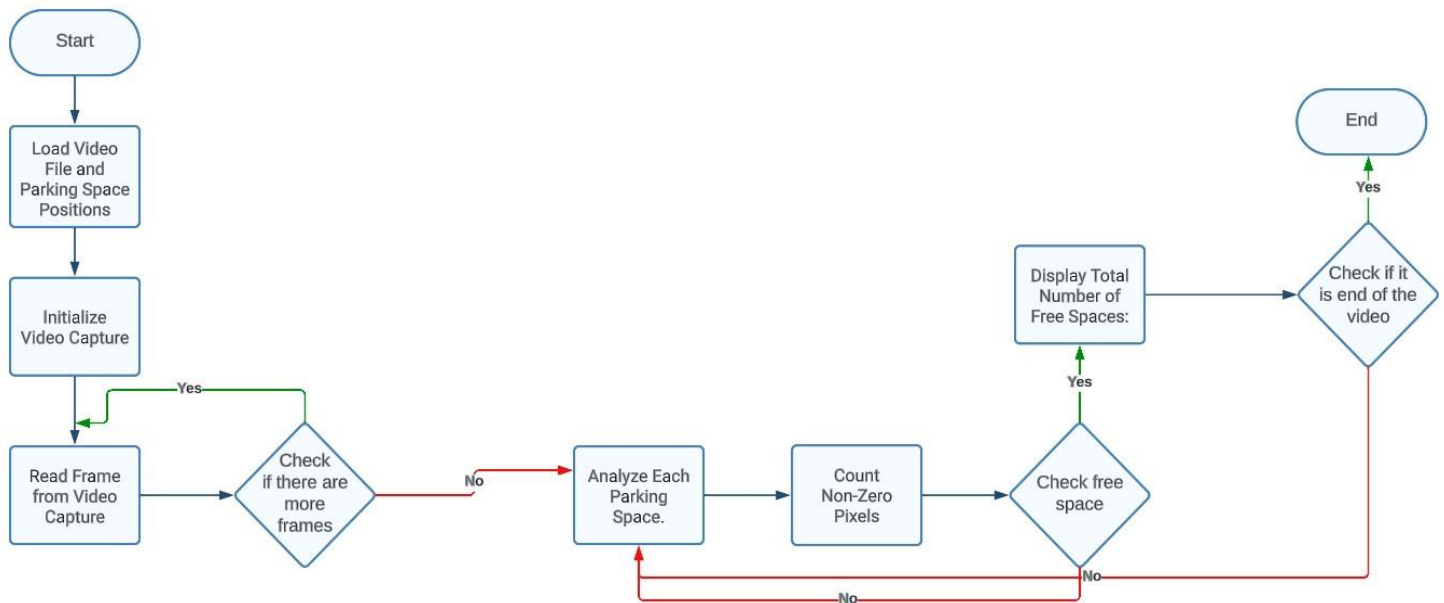 Start
Load Video
File and
Parking Space
Positions
Initialize
Video Capture
Yes
Read Frame
from Video
Capture
Check
if there are
more
frames
No
Analyze Each
Parking
Space.
Count
Non-Zero
Pixels
Check free
space
No
Yes
Display Total
Number of
Free Spaces:
Check if it
is end of the
video
No
Yes
End